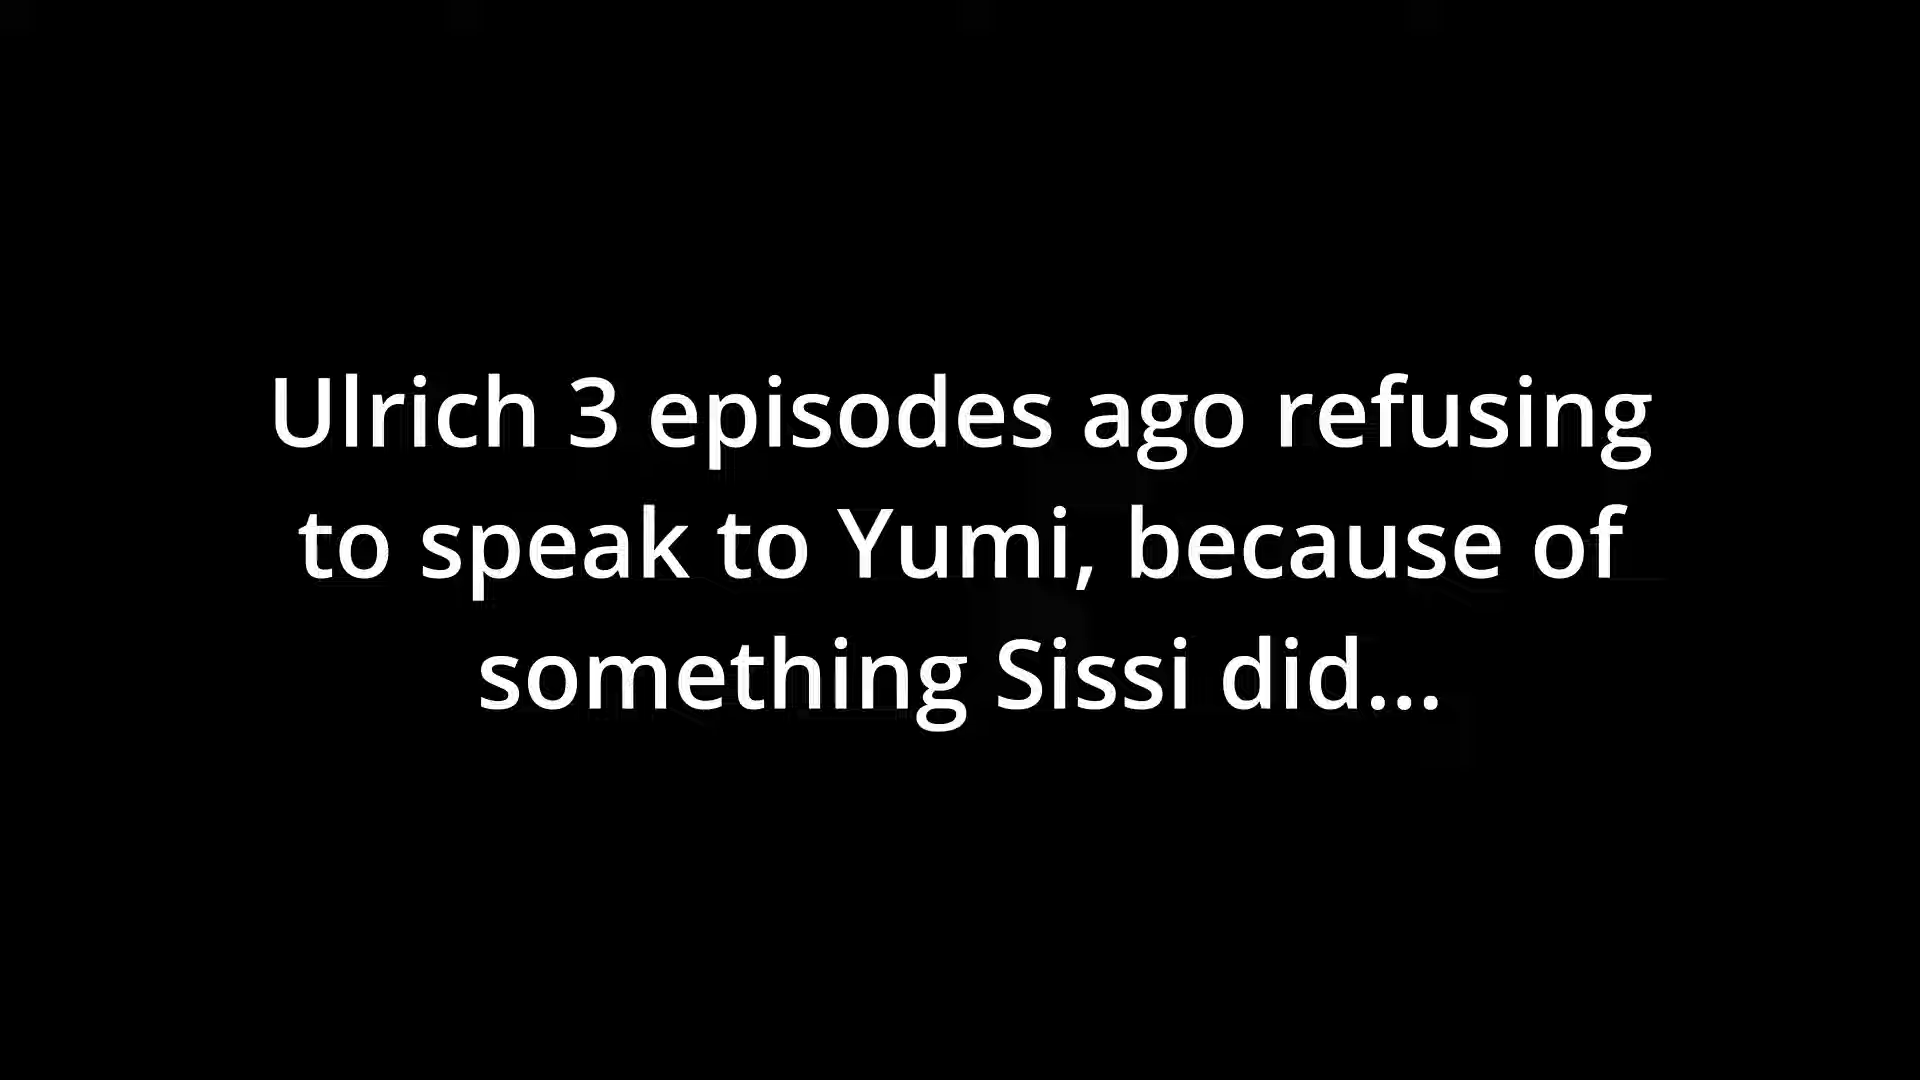 Ulrich 3 episodes ago refusing
to speak to Yumi, because of
something Sissi did...